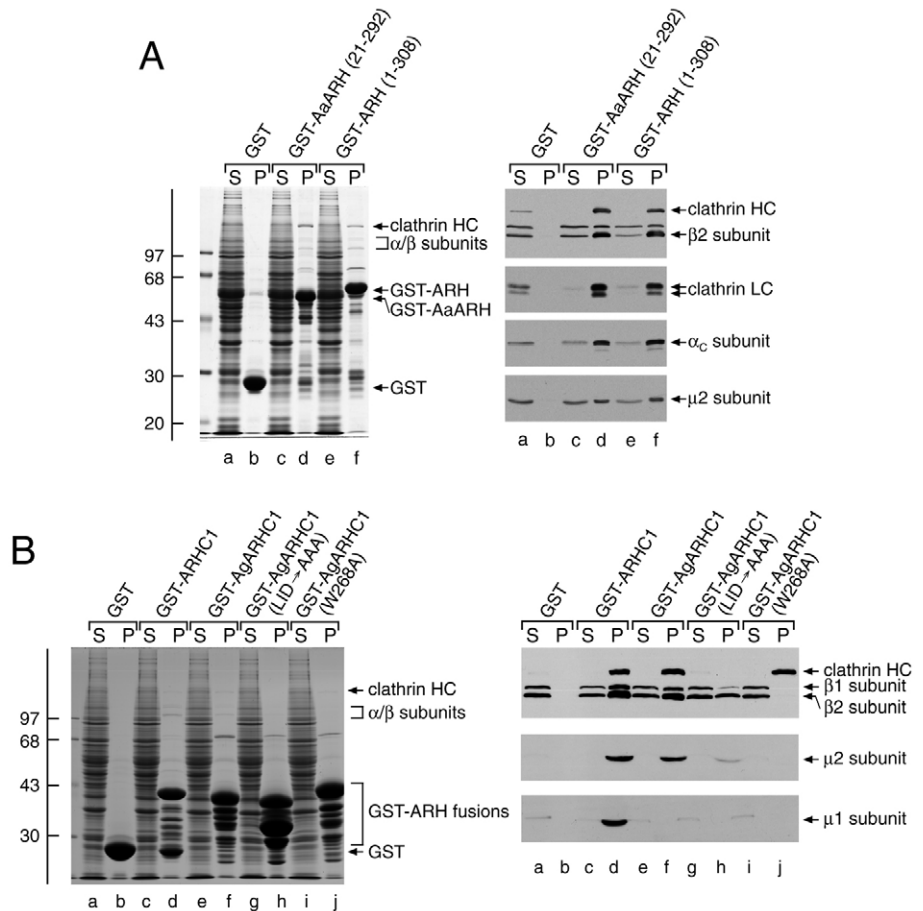 A
GST
GST-AaARH (21-292)
GST-ARH (1-308)
S P S P S P
97
68
43
30
20
clathrin HC
α/β subunits
GST-ARH
GST-AaARH
GST
a b c d e f
GST
GST-AaARH (21-292)
GST-ARH (1-308)
S P S P S P
clathrin HC
β2 subunit
clathrin LC
αC subunit
μ2 subunit
a b c d e f
B
GST
GST-ARHC1
GST-AgARHC1
GST-AgARHC1
(LID→AAA)
GST-AgARHC1
(W268A)
S P S P S P S P S P
97
68
43
30
clathrin HC
α/β subunits
GST-ARH fusions
GST
a b c d e f g h i j
GST
GST-ARHC1
GST-AgARHC1
GST-AgARHC1
(LID→AAA)
GST-AgARHC1
(W268A)
S P S P S P S P S P
clathrin HC
β1 subunit
β2 subunit
μ2 subunit
μ1 subunit
a b c d e f g h i j